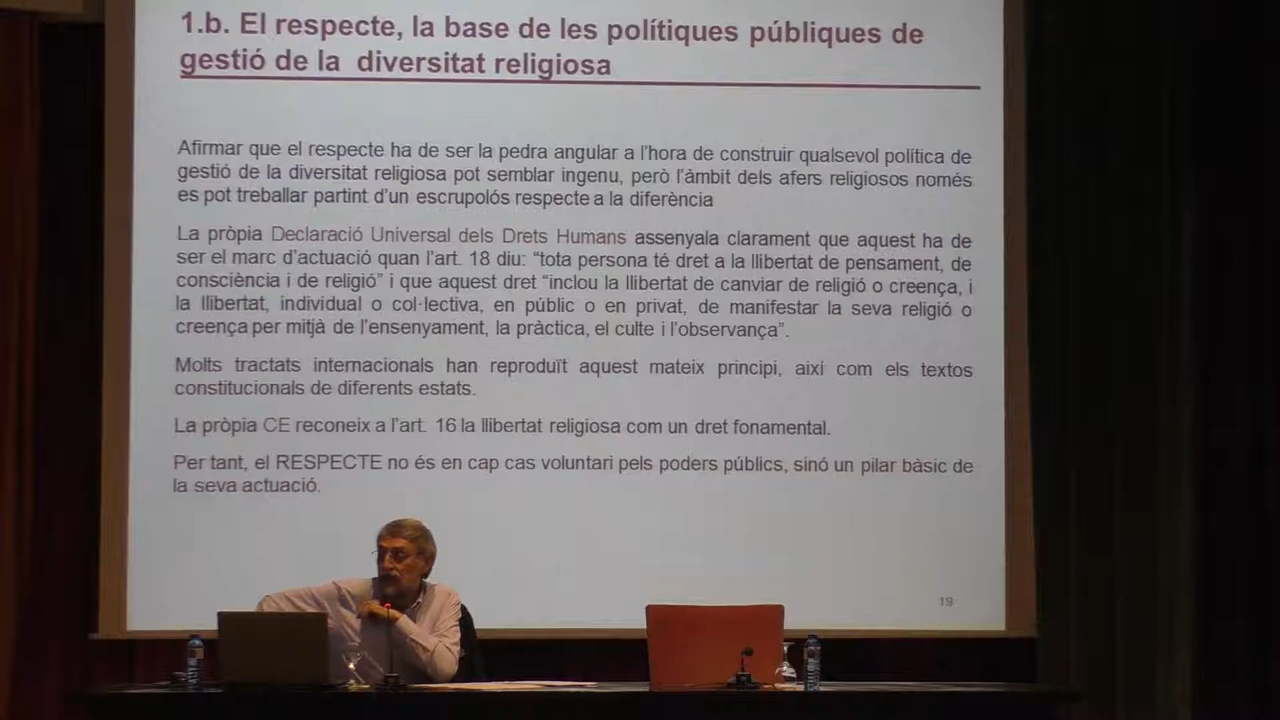 1.b. El respecte, la base de les polítiques públiques de
gestió de la diversitat religiosa
Afirmar que el respecte ha de ser la pedra angular a l'hora de construir qualsevol política de
gestió de la diversitat religiosa pot semblar ingenu, però l'àmbit dels afers religiosos només
es pot treballar partint d'un escrupolós respecte a la diferència
La pròpia Declaració Universal dels Drets Humans assenyala clarament que aquest ha de
ser el marc d'actuació quan l'art. 18 diu: “tota persona té dret a la llibertat de pensament, de
consciència i de religió” i que aquest dret “inclou la llibertat de canviar de religió o creença, i
la llibertat, individual o col·lectiva, en públic o en privat, de manifestar la seva religió o
creença per mitjà de l'ensenyament, la pràctica, el culte i l'observança”.
Molts tractats internacionals han reproduït aquest mateix principi, així com els textos
constitucionals de diferents estats.
La pròpia CE reconeix a l'art. 16 la llibertat religiosa com un dret fonamental.
Per tant, el RESPECTE no és en cap cas voluntari pels poders públics, sinó un pilar bàsic de
la seva actuació.
19